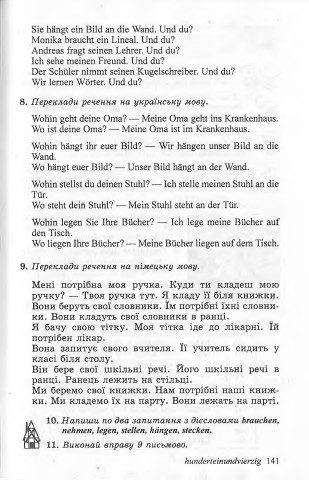 Sie hängt ein Bild an die Wand. Und du?
Monika braucht ein Lineal. Und du?
Andreas fragt seinen Lehrer. Und du?
Ich sehe meinen Freund. Und du?
Der Schüler nimmt seinen Kugelschreiber. Und du?
Wir lernen Wörter. Und du?
8. Переклади речення на українську мову.
Wohin geht deine Oma? — Meine Oma geht ins Krankenhaus.
Wo ist deine Oma? — Meine Oma ist im Krankenhaus.
Wohin hängt ihr euer Bild? — Wir hängen unser Bild an die
Wand.
Wo hängt euer Bild? — Unser Bild hängt an der Wand.
Wohin stellst du deinen Stuhl? — Ich stelle meinen Stuhl an die
Tür.
Wo steht dein Stuhl? — Mein Stuhl steht an der Tür.
Wohin legen Sie Ihre Bücher? — Ich lege meine Bücher auf
den Tisch.
Wo liegen Ihre Bücher? — Meine Bücher liegen auf dem Tisch.
9. Переклади речення на німецьку мову.
Мені потрібна моя ручка. Куди ти кладеш мою
ручку? — Твоя ручка тут. Я кладу її біля книжки.
Вони беруть свої словники. Їм потрібні їхні словни-
ки. Вони кладуть свої словники в ранці.
Я бачу свою тітку. Моя тітка іде до лікарні. Їй
потрібен лікар.
Вона запитує свого вчителя. Її учитель сидить у
класі біля столу.
Він бере свої шкільні речі. Його шкільні речі в
ранці. Ранець лежить на стільці.
Ми беремо свої книжки. Нам потрібні наші книж-
ки. Ми кладемо їх на парту. Вони лежать на парті.
10. Напиши по два запитання з дієсловами brauchen,
nehmen, legen, stellen, hängen, stecken.
11. Виконай вправу 9 письмово.
hunderteinundvierzig 141